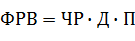 ФРВ = ЧР · Д · П